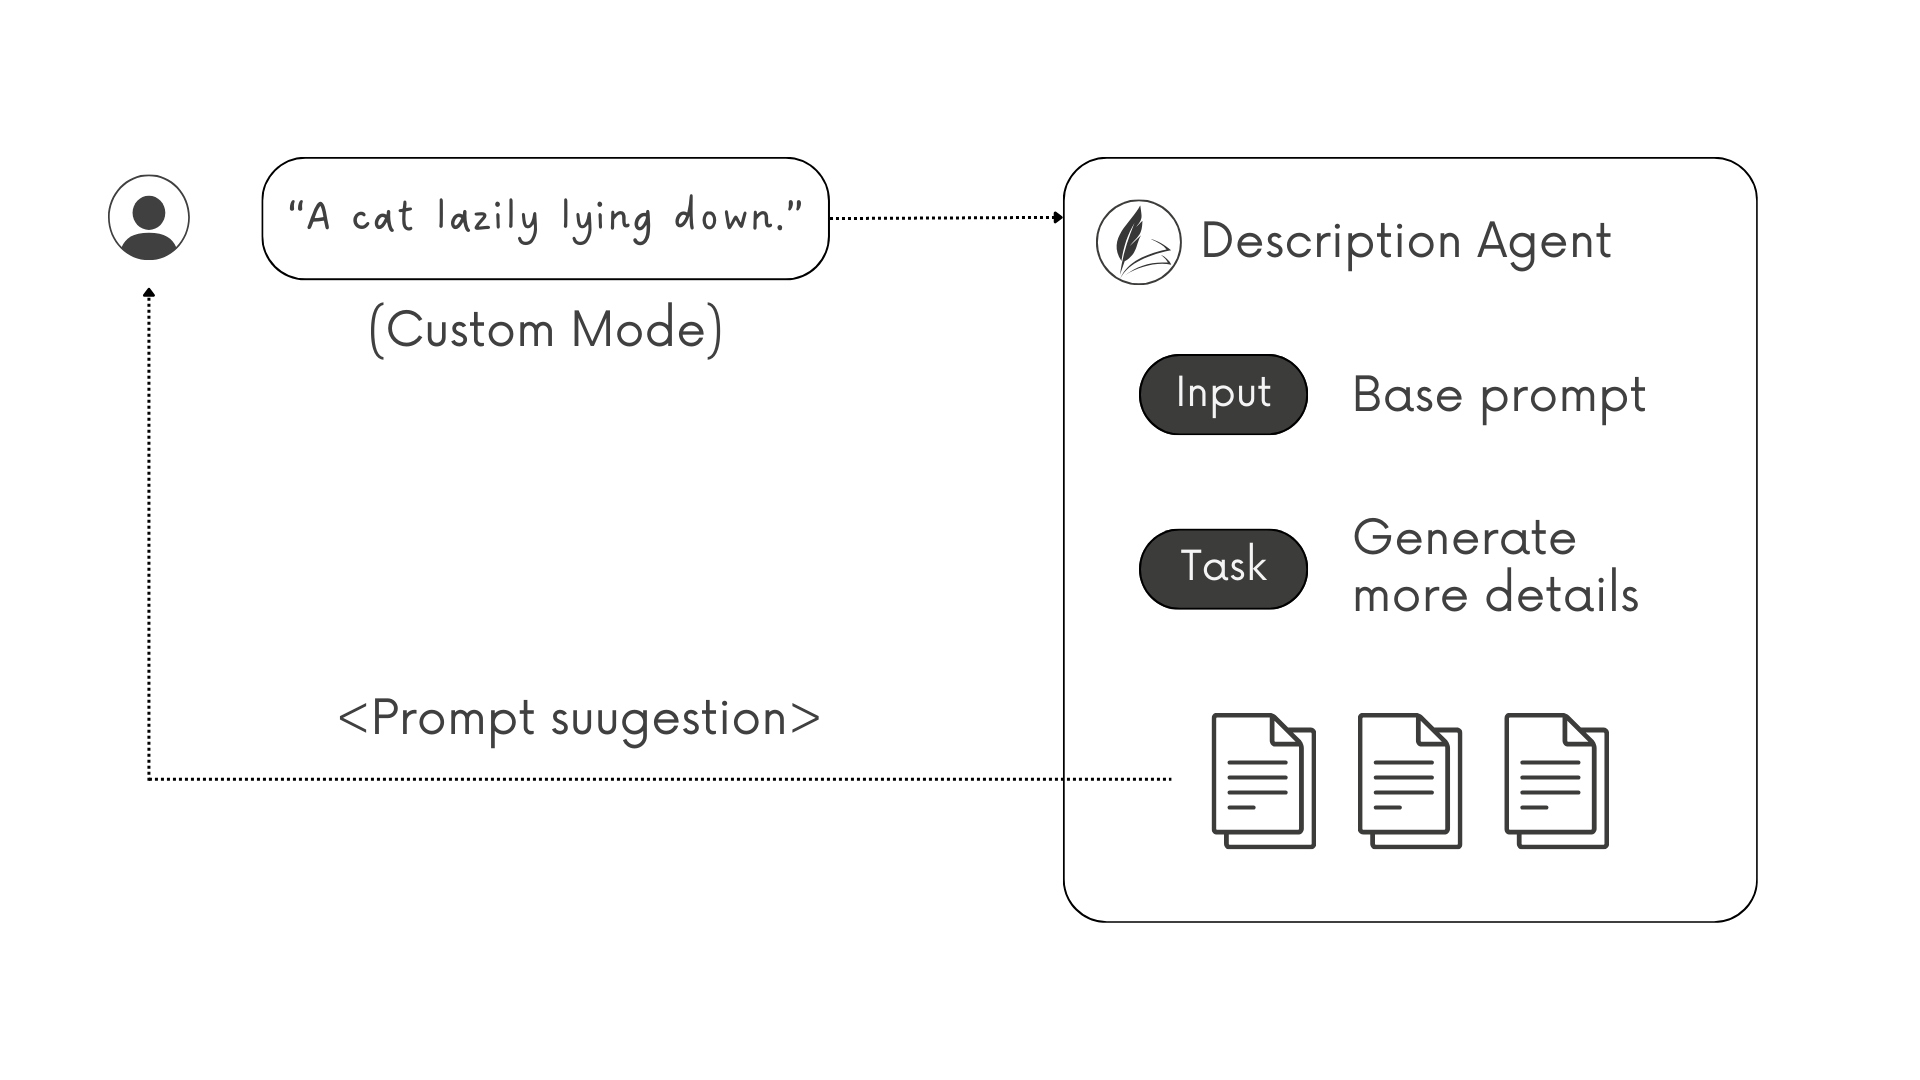 “A cat lazily lying down.”
(Custom Mode)
Description Agent
Input
Base prompt
Task
Generate
more details
<Prompt suugestion>